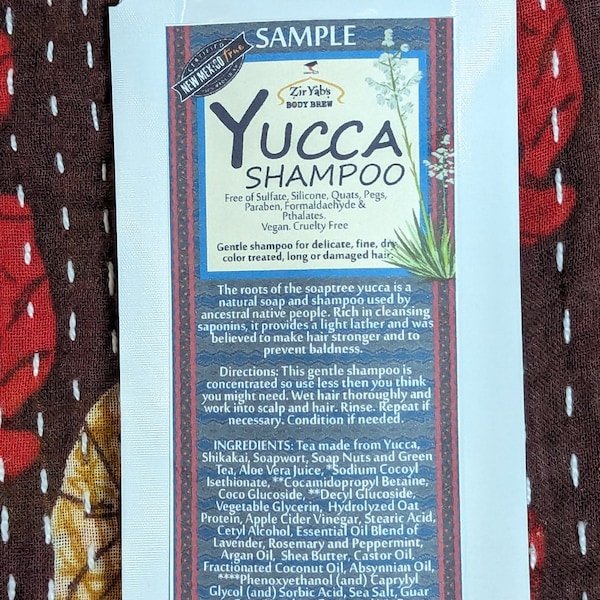 SAMPLE
CERTIFIED
NEW MEXICO True
Zir Yab's
BODY BREW
YUCCA
SHAMPOO
Free of Sulfate, Silicone, Quats, Pegs,
Paraben, Formaldaehyde &
Pthalates.
Vegan. Cruelty Free
Gentle shampoo for delicate, fine, dry
color treated, long or damaged hair.
The roots of the soaptree yucca is a
natural soap and shampoo used by
ancestral native people. Rich in cleansing
saponins, it provides a light lather and was
believed to make hair stronger and to
prevent baldness.
Directions: This gentle shampoo is
concentrated so use less then you think
you might need. Wet hair thoroughly and
work into scalp and hair. Rinse. Repeat if
necessary. Condition if needed.
INGREDIENTS: Tea made from Yucca,
Shikakai, Soapwort, Soap Nuts and Green
Tea, Aloe Vera Juice, *Sodium Cocoyl
Isethionate, **Cocamidopropyl Betaine,
Coco Glucoside, **Decyl Glucoside,
Vegetable Glycerin, Hydrolyzed Oat
Protein, Apple Cider Vinegar, Stearic Acid,
Cetyl Alcohol, Essential Oil Blend of
Lavender, Rosemary and Peppermint,
Argan Oil, Shea Butter, Castor Oil,
Fractionated Coconut Oil, Absynnian Oil,
****Phenoxyethanol (and) Caprylyl
Glycol (and) Sorbic Acid, Sea Salt, Guar